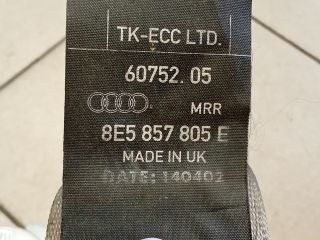 TK-ECC LTD.
60752.05
MRR
8E5 857 805 E
MADE IN UK
DATE: 140402